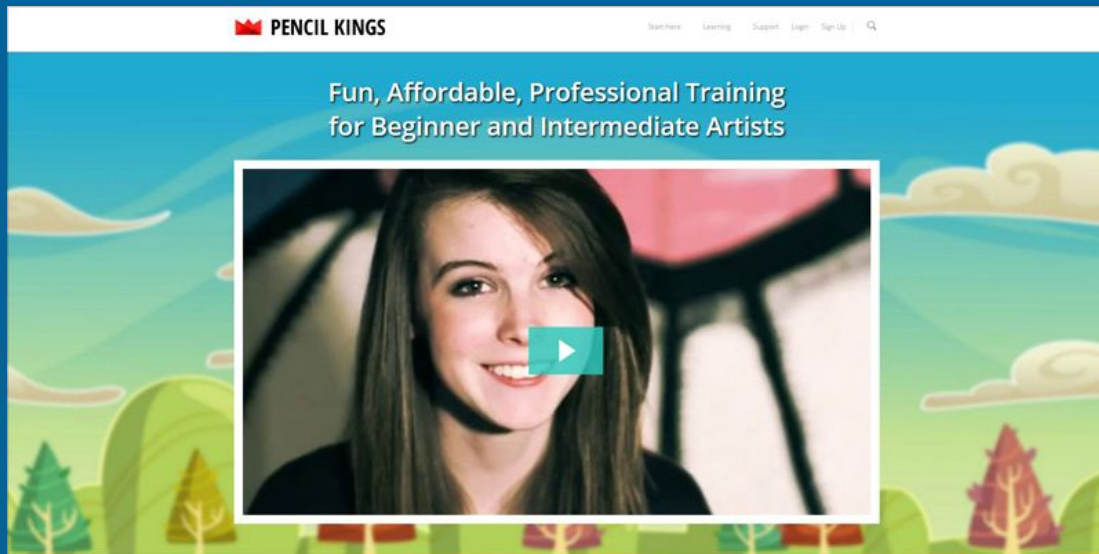 PENCIL KINGS
Start Here Learning Support Login Sign Up
Fun, Affordable, Professional Training
for Beginner and Intermediate Artists